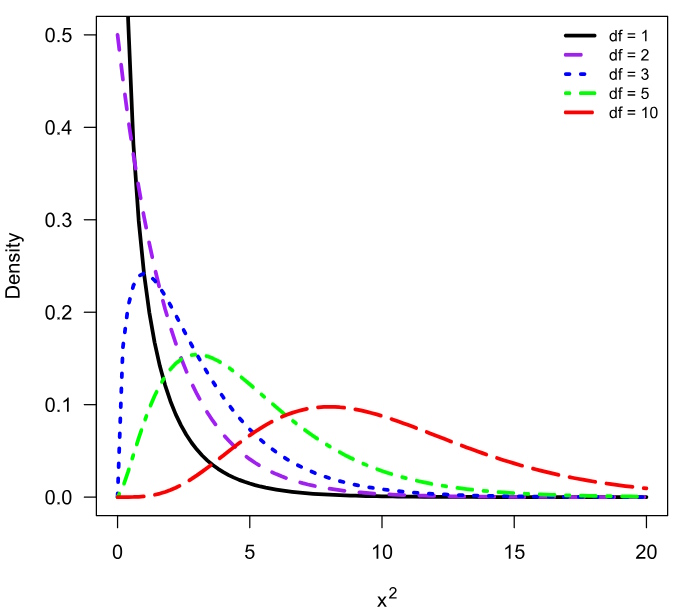 df = 1
df = 2
df = 3
df = 5
df = 10
Density
0.5
0.4
0.3
0.2
0.1
0.0
0 5 10 15 20
x²